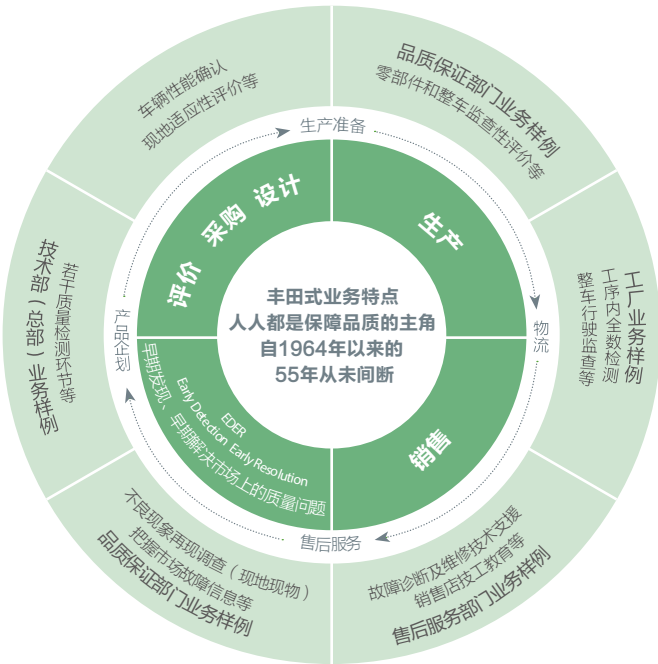 车辆性能确认
现地适应性评价等
品质保证部门业务样例
零部件和整车监查性评价等
工厂业务样例
工序内全数检测
整车行驶监查等
故障诊断及维修技术支援
销售店技工教育等
售后服务部门业务样例
不良现象再现调查（现地现物）
把握市场故障信息等
品质保证部门业务样例
技术部（总部）业务样例
若干质量检测环节等
生产准备
物流
售后服务
产品企划
评价 采购 设计
生产
销售
EDER
Early Detection Early Resolution
早期发现、早期解决市场上的质量问题
丰田式业务特点
人人都是保障品质的主角
自1964年以来的
55年从未间断